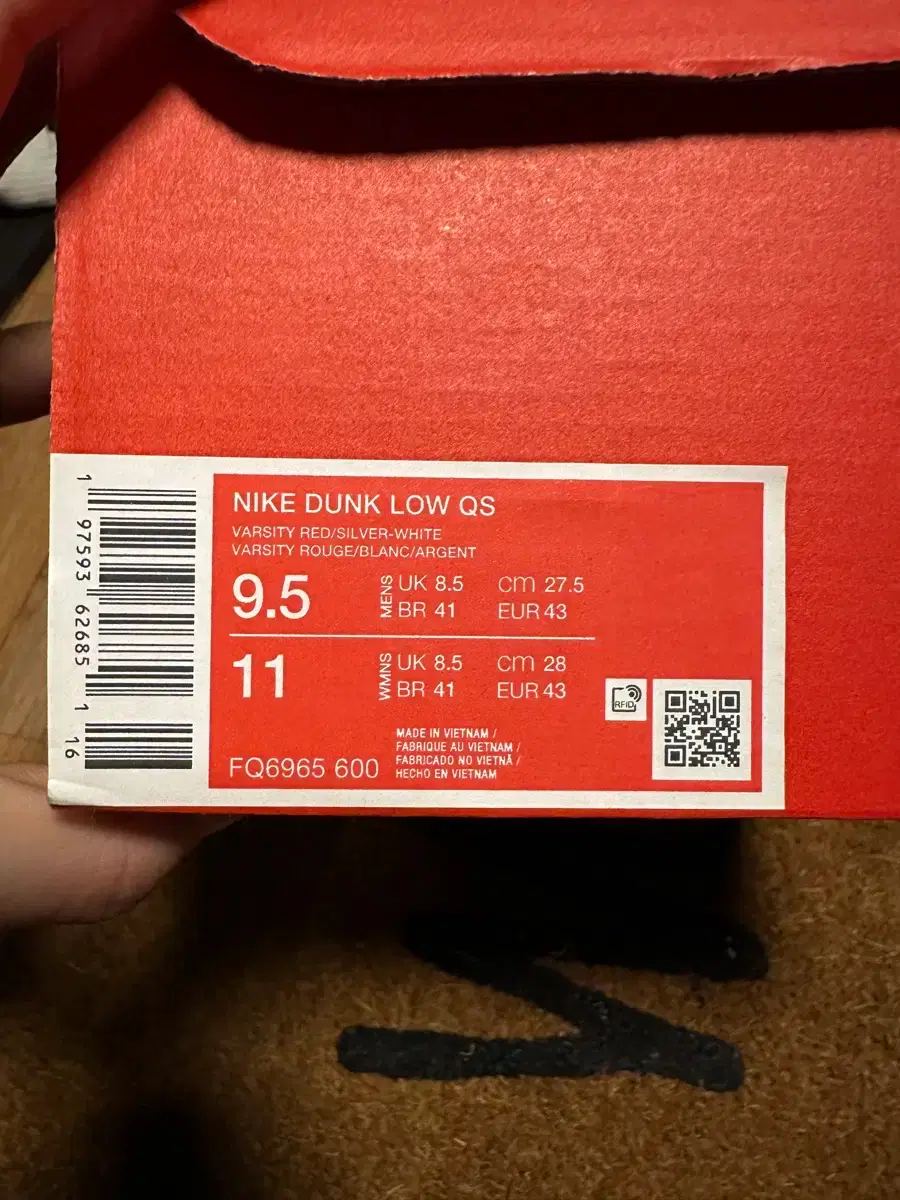 NIKE DUNK LOW QS
VARSITY RED/SILVER-WHITE
VARSITY ROUGE/BLANC/ARGENT
9.5 MENS UK 8.5 cm 27.5
BR 41 EUR 43
11 WMNS UK 8.5 cm 28
BR 41 EUR 43
RFID
MADE IN VIETNAM /
FABRIQUE AU VIETNAM /
FABRICADO NO VIETNÃ /
HECHO EN VIETNAM
FQ6965 600
1 97593 62685 1 16